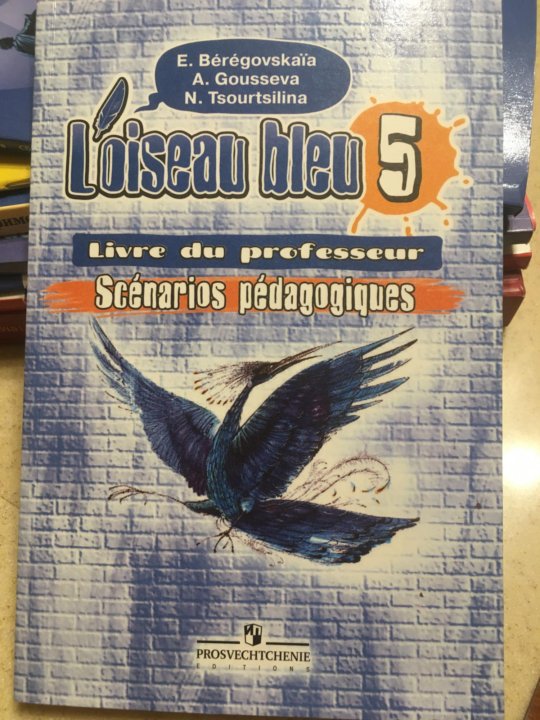 E. Bérégovskaïa
A. Gousseva
N. Tsourtsilina
L'oiseau bleu 5
Livre du professeur
Scénarios pédagogiques
PROSVECHTCHENIE
EDITIONS